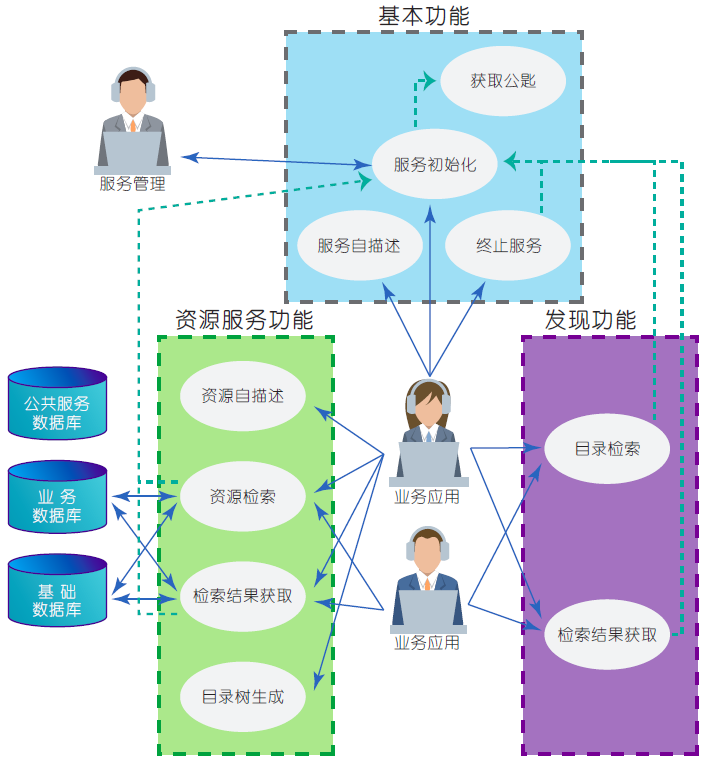 基本功能
获取公匙
服务初始化
服务管理
服务自描述
终止服务
资源服务功能
发现功能
资源自描述
公共服务
数据库
目录检索
资源检索
业务应用
业 务
数据库
检索结果获取
基 础
数据库
业务应用
检索结果获取
目录树生成